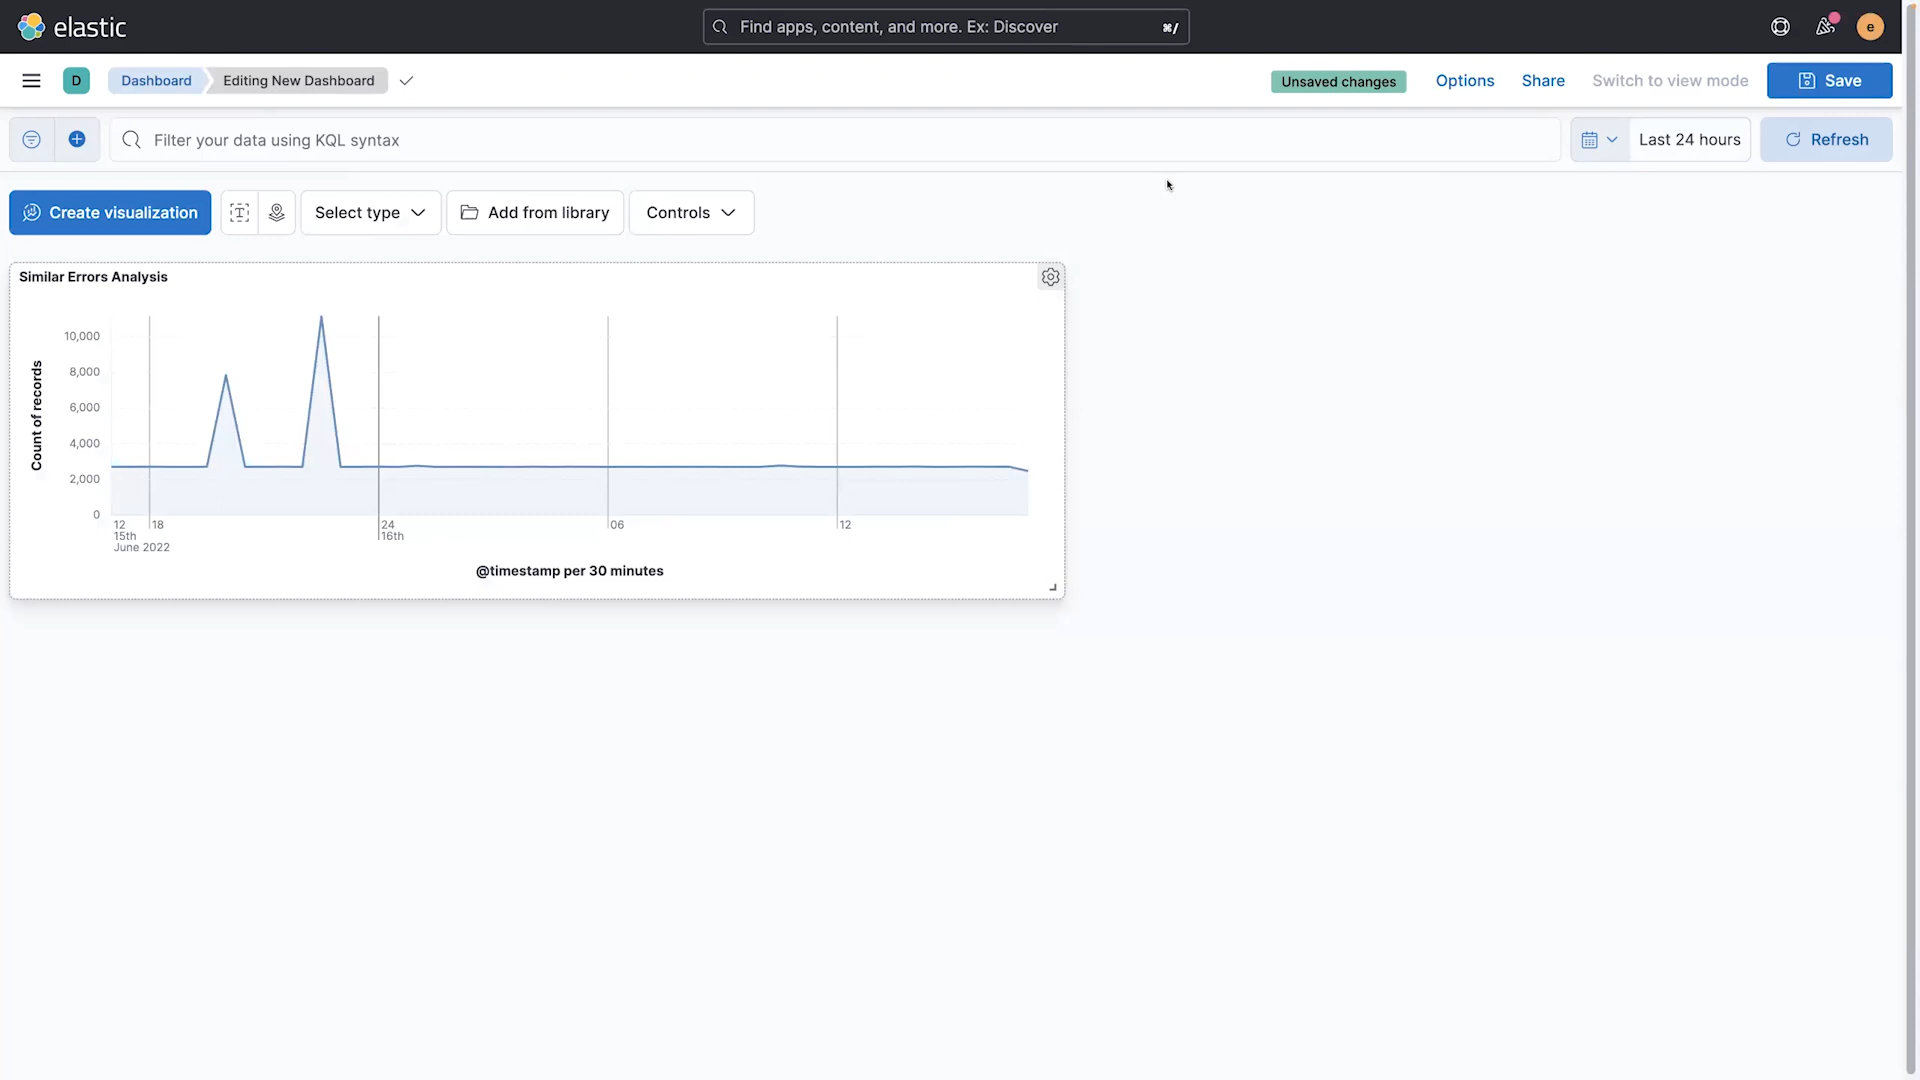 elastic
Find apps, content, and more. Ex: Discover
⌘/
e
D
Dashboard
Editing New Dashboard
Unsaved changes
Options
Share
Switch to view mode
Save
Filter your data using KQL syntax
Last 24 hours
Refresh
Create visualization
Select type
Add from library
Controls
Similar Errors Analysis
Count of records
10,000
8,000
6,000
4,000
2,000
0
12
15th
June 2022
18
24
16th
06
12
@timestamp per 30 minutes